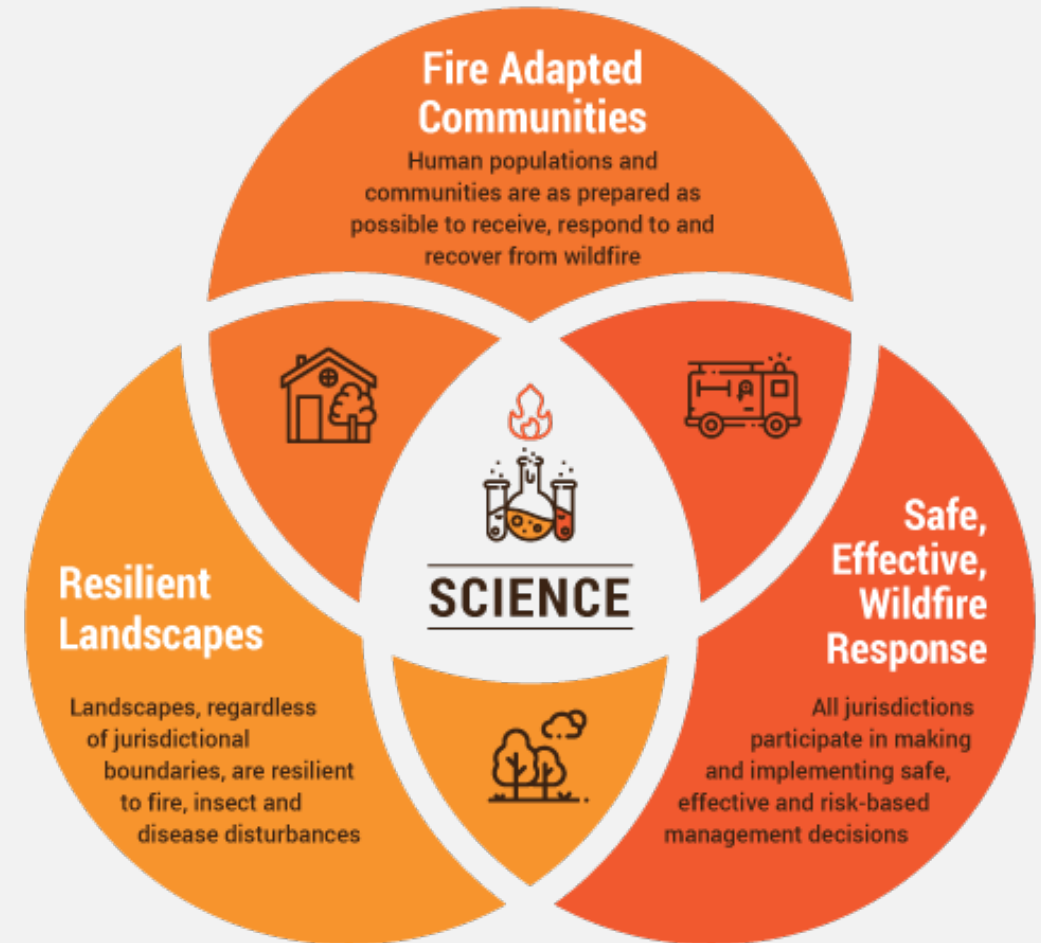 Fire Adapted
Communities
Human populations and
communities are as prepared as
possible to receive, respond to and
recover from wildfire
SCIENCE
Resilient
Landscapes
Landscapes, regardless
of jurisdictional
boundaries, are resilient
to fire, insect and
disease disturbances
Safe,
Effective,
Wildfire
Response
All jurisdictions
participate in making
and implementing safe,
effective and risk-based
management decisions